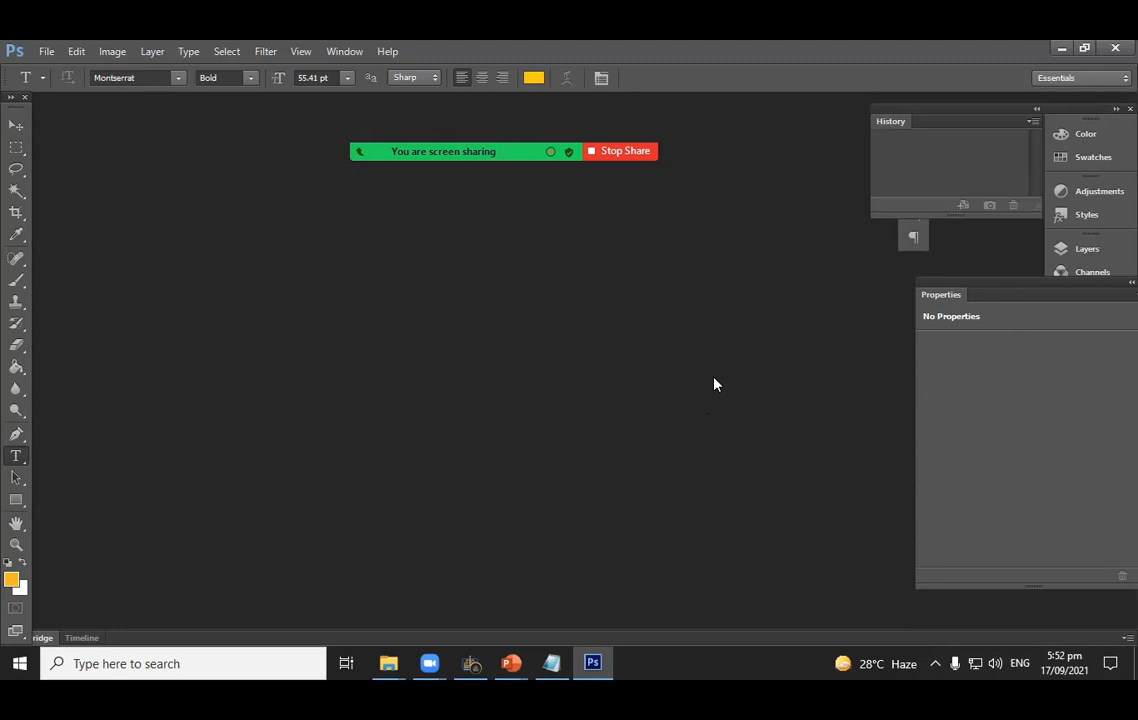 Ps File Edit Image Layer Type Select Filter View Window Help
T Montserrat Bold T 55.41 pt aa Sharp Essentials
You are screen sharing Stop Share
History
Color
Swatches
Adjustments
Styles
¶
Layers
Channels
Properties
No Properties
T
ridge Timeline
Type here to search Ps 28°C Haze ENG 5:52 pm
17/09/2021